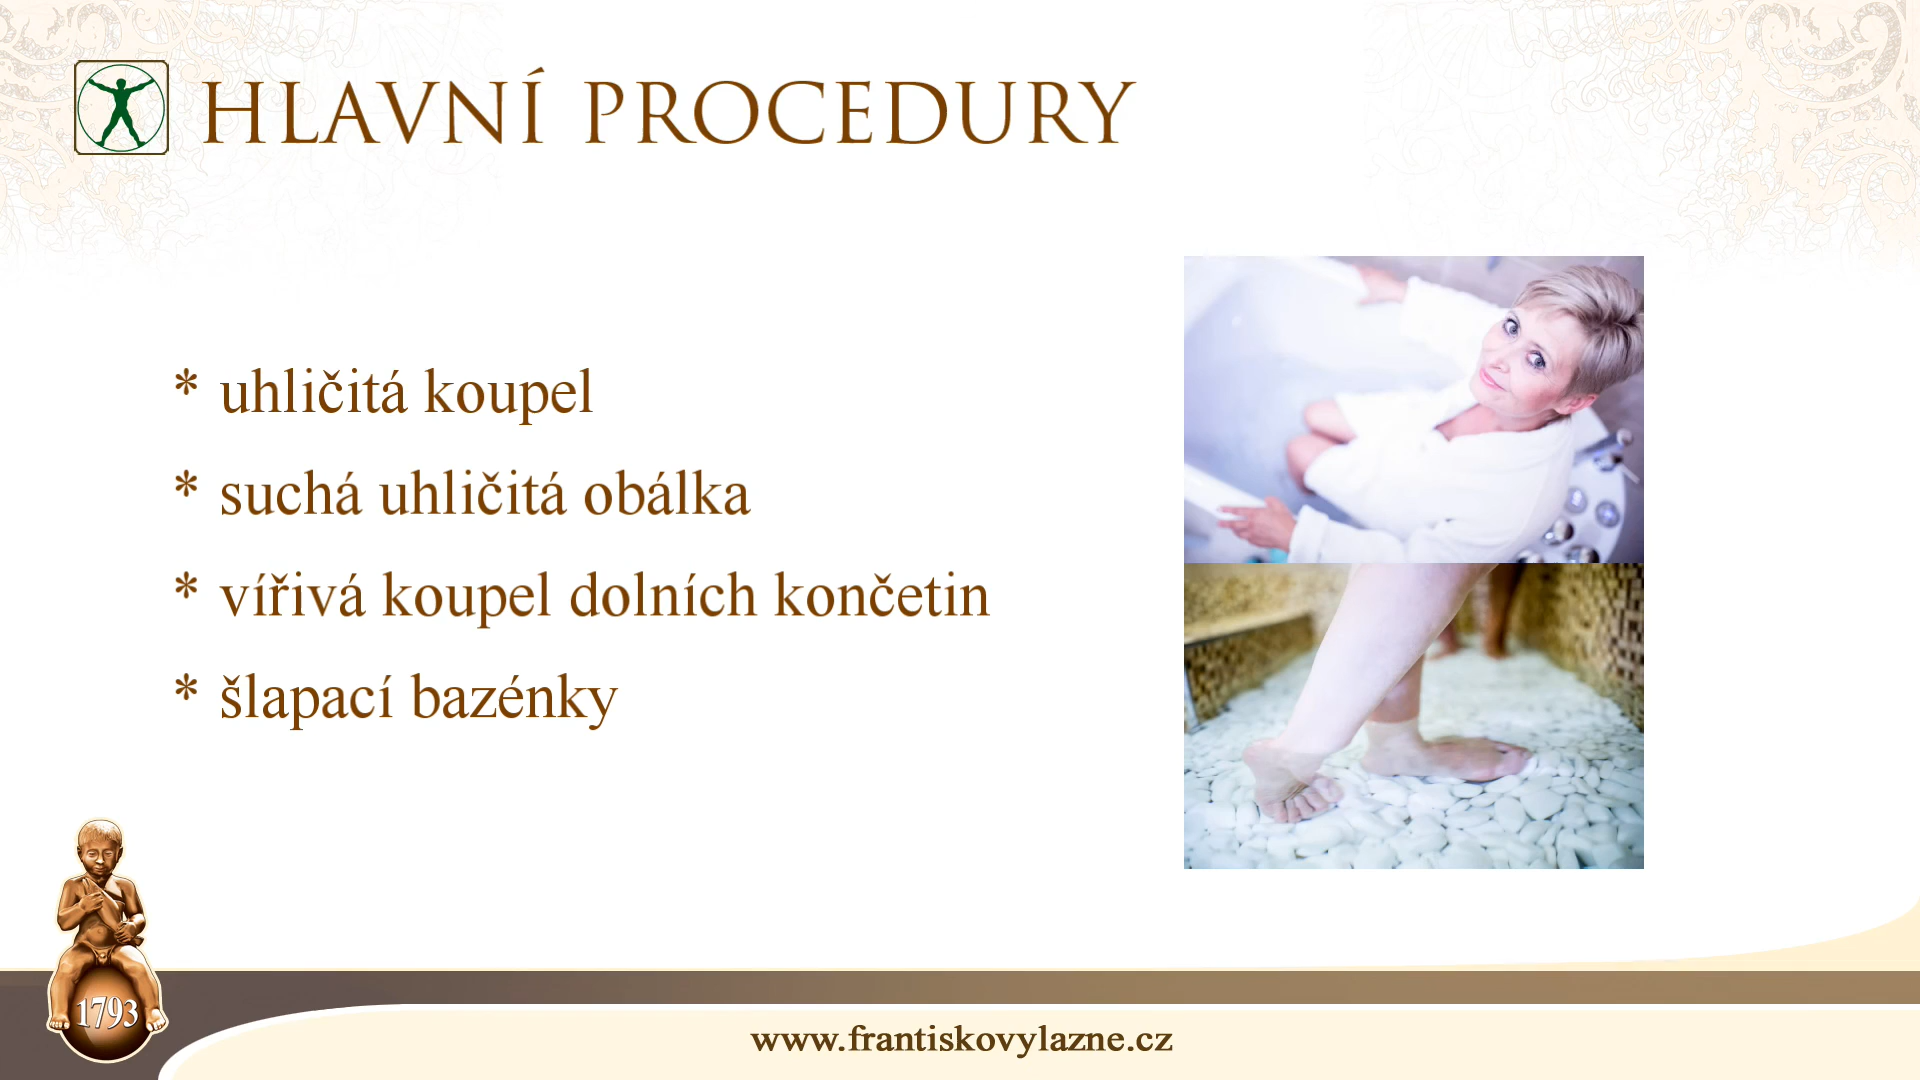 HLAVNÍ PROCEDURY
* uhličitá koupel
* suchá uhličitá obálka
* vířivá koupel dolních končetin
* šlapací bazénky
1793
www.frantiskovylazne.cz